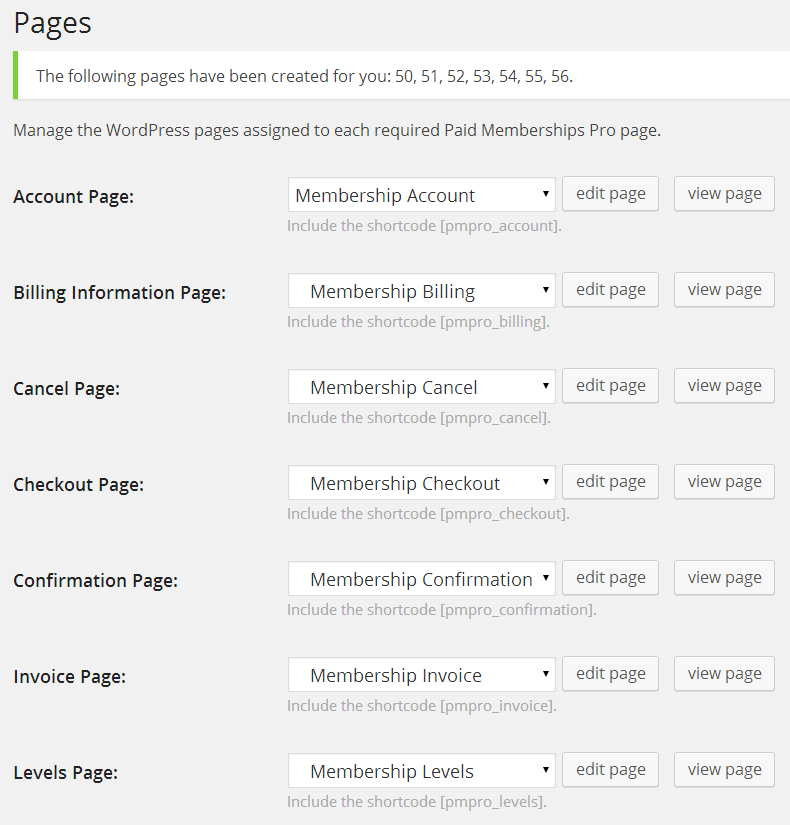 Pages
The following pages have been created for you: 50, 51, 52, 53, 54, 55, 56.
Manage the WordPress pages assigned to each required Paid Memberships Pro page.
Account Page: Membership Account edit page view page
Include the shortcode [pmpro_account].
Billing Information Page: Membership Billing edit page view page
Include the shortcode [pmpro_billing].
Cancel Page: Membership Cancel edit page view page
Include the shortcode [pmpro_cancel].
Checkout Page: Membership Checkout edit page view page
Include the shortcode [pmpro_checkout].
Confirmation Page: Membership Confirmation edit page view page
Include the shortcode [pmpro_confirmation].
Invoice Page: Membership Invoice edit page view page
Include the shortcode [pmpro_invoice].
Levels Page: Membership Levels edit page view page
Include the shortcode [pmpro_levels].